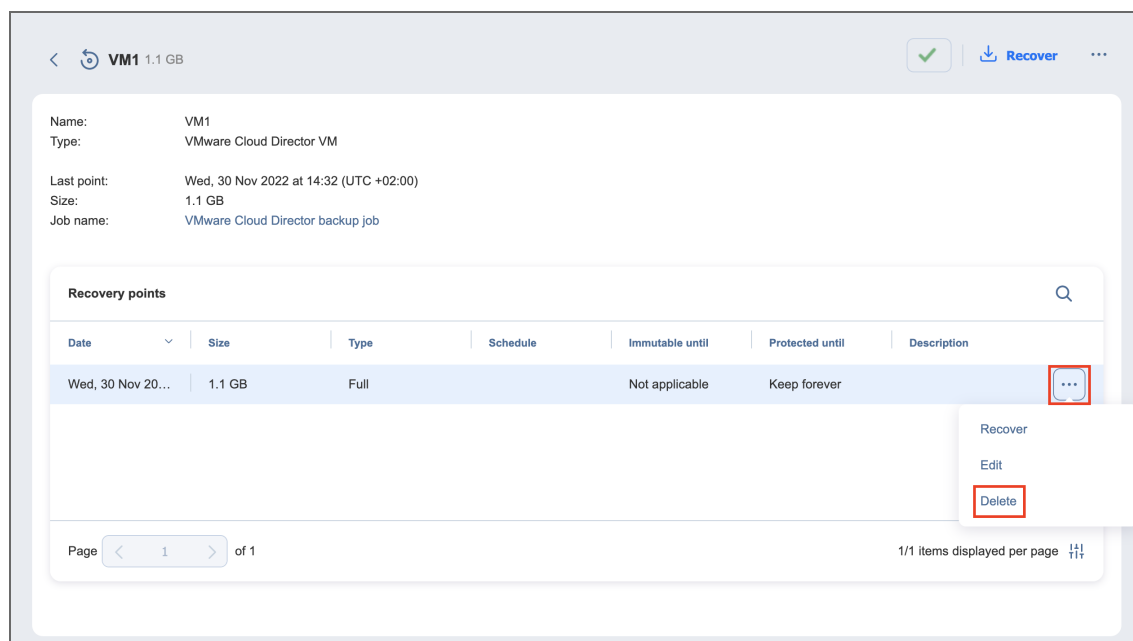 VM1 1.1 GB
Recover
Name: VM1
Type: VMware Cloud Director VM
Last point: Wed, 30 Nov 2022 at 14:32 (UTC +02:00)
Size: 1.1 GB
Job name: VMware Cloud Director backup job
Recovery points
Date Size Type Schedule Immutable until Protected until Description
Wed, 30 Nov 20... 1.1 GB Full Not applicable Keep forever
Recover
Edit
Delete
Page 1 of 1
1/1 items displayed per page